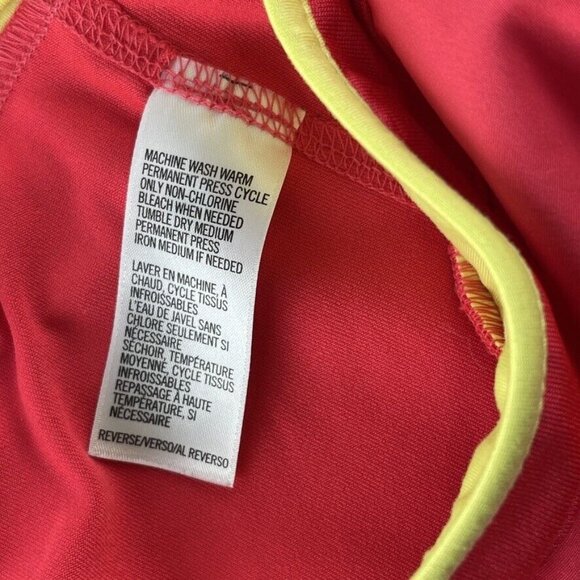 MACHINE WASH WARM
PERMANENT PRESS CYCLE
ONLY NON-CHLORINE
BLEACH WHEN NEEDED
TUMBLE DRY MEDIUM
PERMANENT PRESS
IRON MEDIUM IF NEEDED
LAVER EN MACHINE, À
CHAUD, CYCLE TISSUS
INFROISSABLES
L'EAU DE JAVEL SANS
CHLORE SEULEMENT SI
NÉCESSAIRE
SÉCHOIR, TEMPÉRATURE
MOYENNE, CYCLE TISSUS
INFROISSABLES
REPASSAGE À HAUTE
TEMPÉRATURE, SI
NÉCESSAIRE
REVERSE/VERSO/AL REVERSO